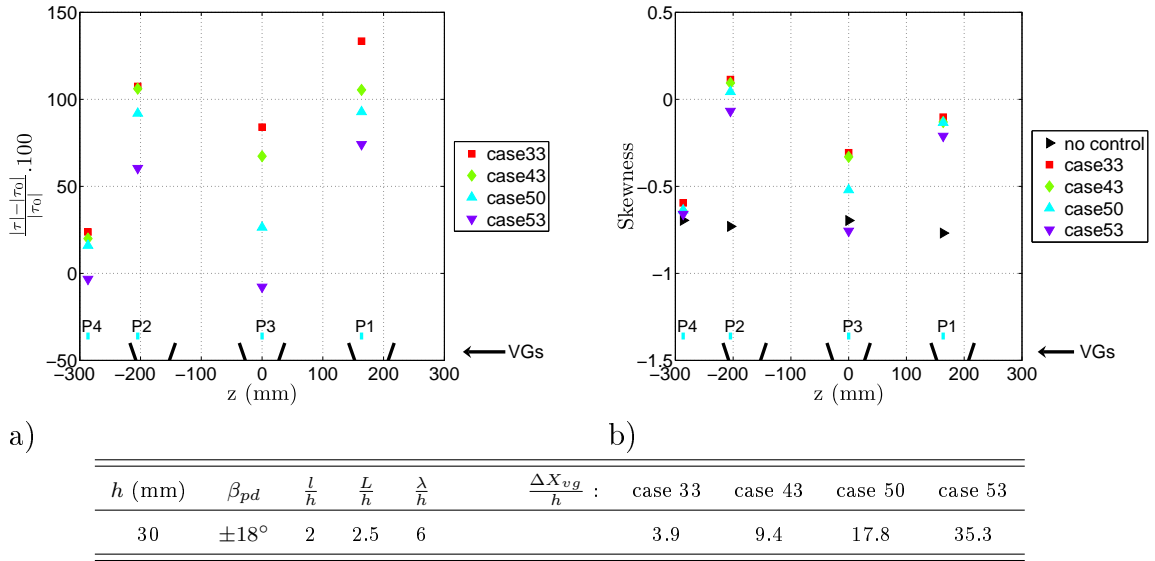 150
100
50
0
−50
−300 −200 −100 0 100 200 300
z (mm)
|τ|−|τ0| / |τ0| .100
P4 P2 P3 P1
VGs
case33
case43
case50
case53
a)
0.5
0
−0.5
−1
−1.5
−300 −200 −100 0 100 200 300
z (mm)
Skewness
P4 P2 P3 P1
VGs
no control
case33
case43
case50
case53
b)
h (mm) βpd l/h L/h λ/h ΔXvg/h : case 33 case 43 case 50 case 53
30 ±18° 2 2.5 6 3.9 9.4 17.8 35.3